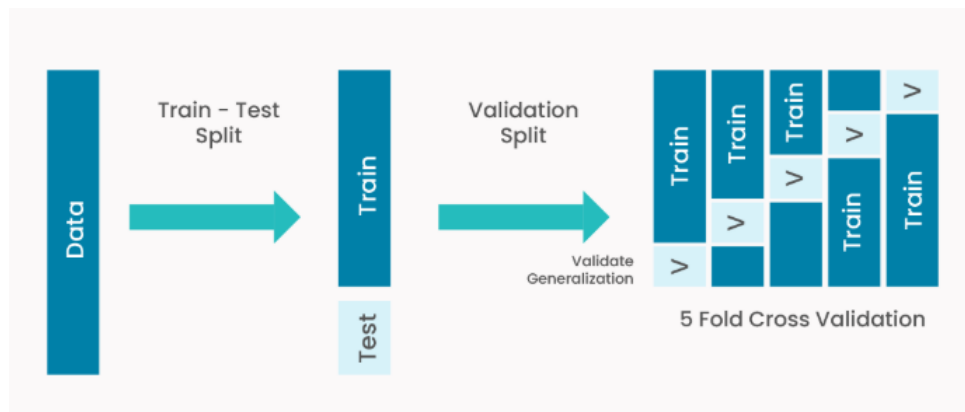 Data
Train - Test
Split
Train
Test
Validation
Split
Validate
Generalization
Train
V
Train
V
Train
V
V
Train
V
Train
5 Fold Cross Validation